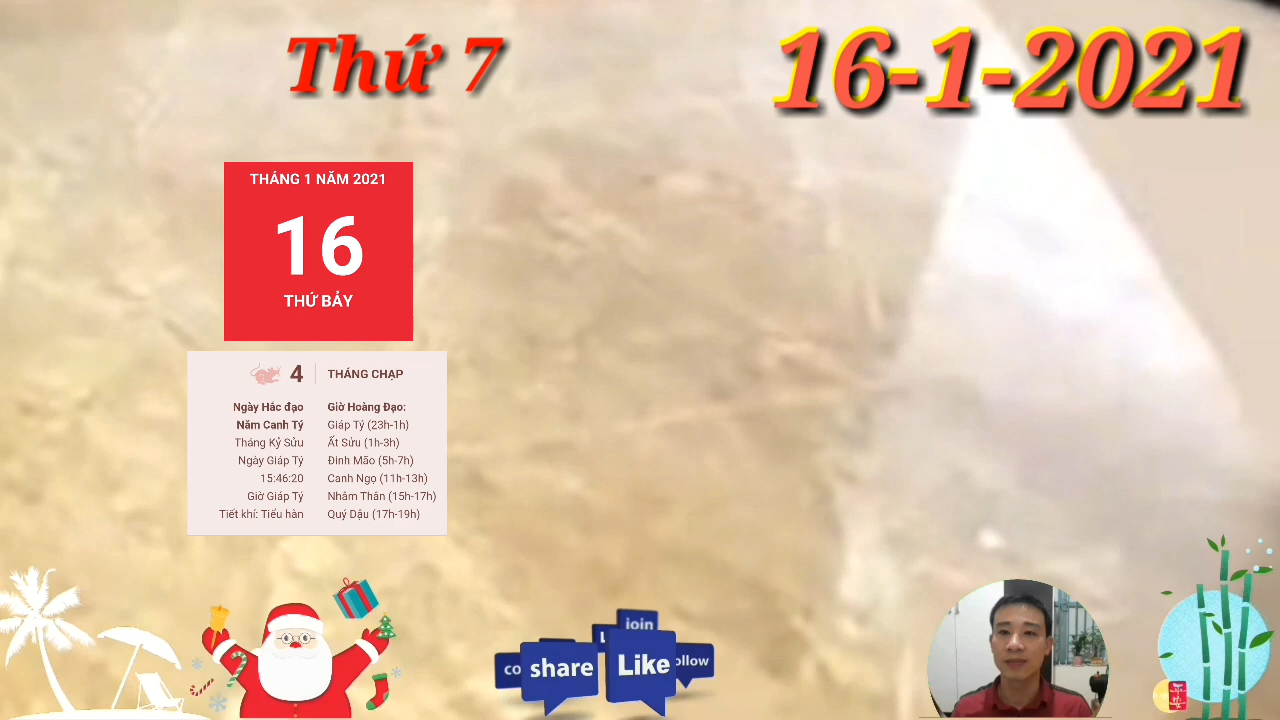 Thứ 7
16-1-2021
THÁNG 1 NĂM 2021
16
THỨ BẢY
4
THÁNG CHẠP
Ngày Hắc đạo
Giờ Hoàng Đạo:
Năm Canh Tý
Giáp Tý (23h-1h)
Tháng Kỷ Sửu
Ất Sửu (1h-3h)
Ngày Giáp Tý
Đinh Mão (5h-7h)
15:46:20
Canh Ngọ (11h-13h)
Giờ Giáp Tý
Nhâm Thân (15h-17h)
Tiết khí: Tiểu hàn
Quý Dậu (17h-19h)
join
co share L Like ollow